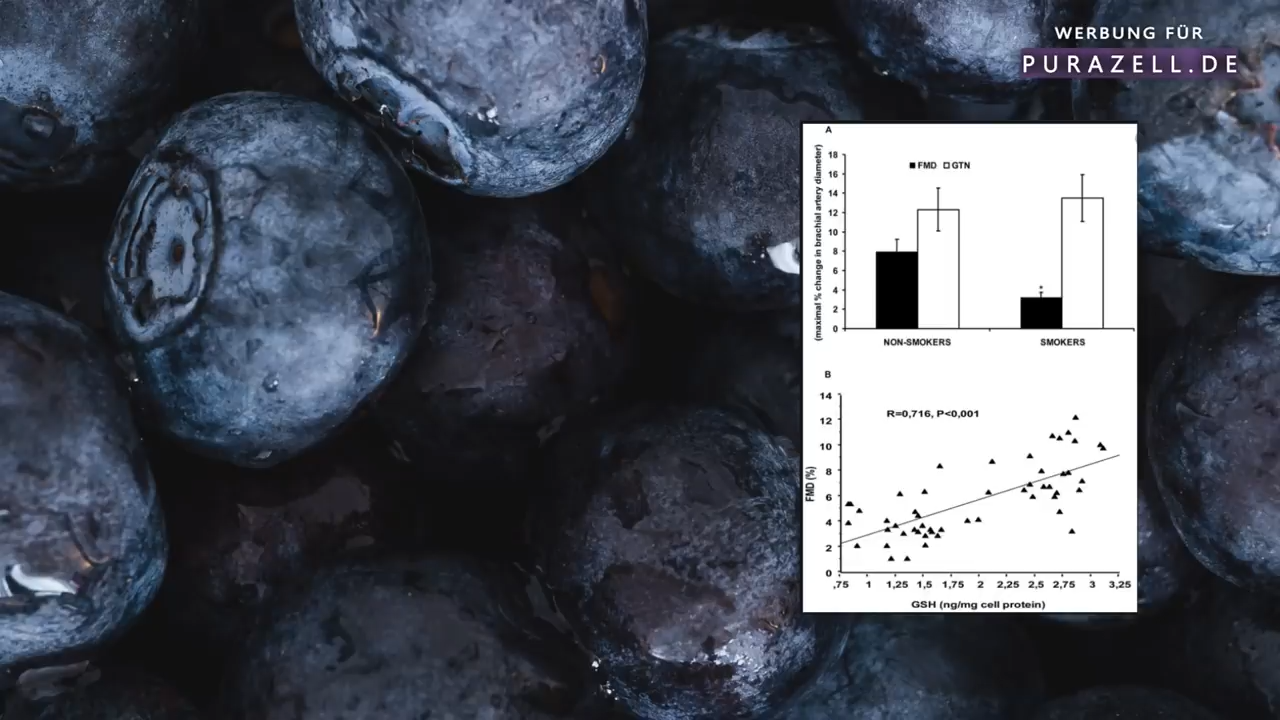 WERBUNG FÜR
PURAZELL.DE
A
(maximal % change in brachial artery diameter)
18
16
14
12
10
8
6
4
2
0
FMD GTN
*
NON-SMOKERS SMOKERS
B
FMD (%)
14
12
10
8
6
4
2
0
R=0,716, P<0,001
,75 1 1,25 1,5 1,75 2 2,25 2,5 2,75 3 3,25
GSH (ng/mg cell protein)